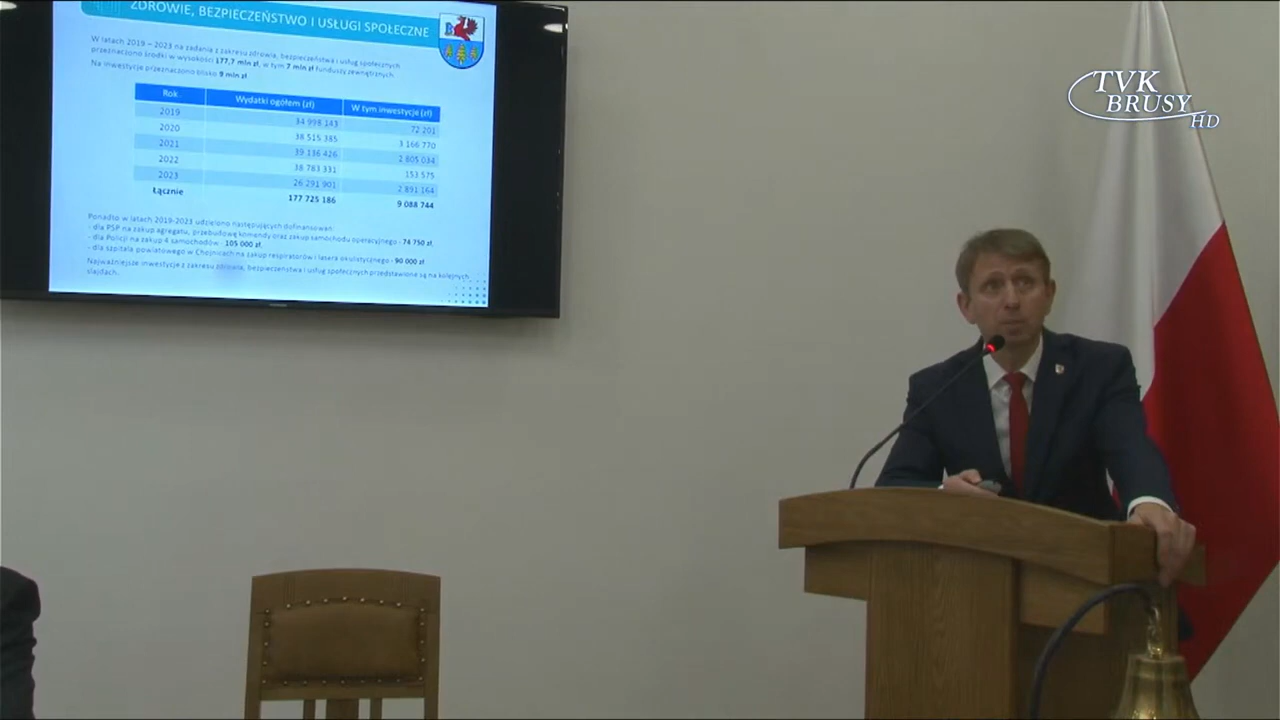 ZDROWIE, BEZPIECZEŃSTWO I USŁUGI SPOŁECZNE
W latach 2019 – 2023 na zadania z zakresu zdrowia, bezpieczeństwa i usług społecznych
przeznaczono środki w wysokości 177,7 mln zł, w tym 7 mln zł funduszy zewnętrznych.
Na inwestycje przeznaczono blisko 9 mln zł
Rok Wydatki ogółem (zł) W tym inwestycje (zł)
2019 34 998 143 72 201
2020 38 515 385 3 166 770
2021 39 136 426 2 805 034
2022 38 783 331 153 575
2023 26 291 901 2 891 164
Łącznie 177 725 186 9 088 744
Ponadto w latach 2019-2023 udzielono następujących dofinansowań:
- dla PSP na zakup agregatu, przebudowę komendy oraz zakup samochodu operacyjnego - 74 750 zł,
- dla Policji na zakup 4 samochodów - 105 000 zł,
- dla szpitala powiatowego w Chojnicach na zakup respiratorów i lasera okulistycznego - 90 000 zł
Najważniejsze inwestycje z zakresu zdrowia, bezpieczeństwa i usług społecznych przedstawione są na kolejnych
slajdach.
TVK
BRUSY
HD